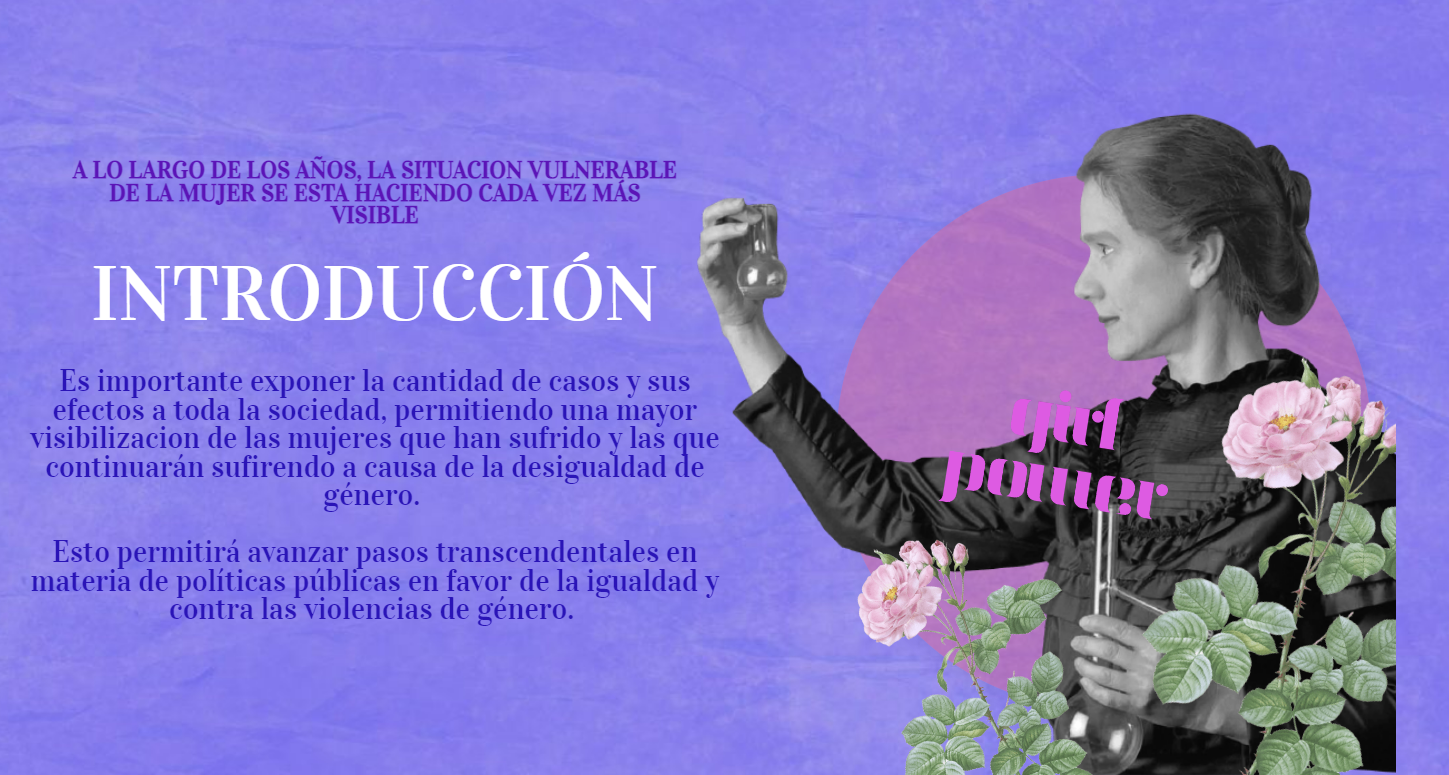 A LO LARGO DE LOS AÑOS, LA SITUACION VULNERABLE
DE LA MUJER SE ESTA HACIENDO CADA VEZ MÁS
VISIBLE
INTRODUCCIÓN
Es importante exponer la cantidad de casos y sus
efectos a toda la sociedad, permitiendo una mayor
visibilizacion de las mujeres que han sufrido y las que
continuarán sufirendo a causa de la desigualdad de
género.
Esto permitirá avanzar pasos transcendentales en
materia de políticas públicas en favor de la igualdad y
contra las violencias de género.
girl
power